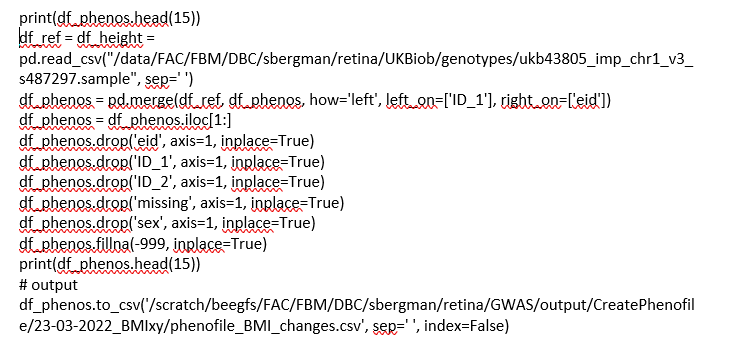 print(df_phenos.head(15))
df_ref = df_height =
pd.read_csv("/data/FAC/FBM/DBC/sbergman/retina/UKBiob/genotypes/ukb43805_imp_chr1_v3_
s487297.sample", sep=' ')
df_phenos = pd.merge(df_ref, df_phenos, how='left', left_on=['ID_1'], right_on=['eid'])
df_phenos = df_phenos.iloc[1:]
df_phenos.drop('eid', axis=1, inplace=True)
df_phenos.drop('ID_1', axis=1, inplace=True)
df_phenos.drop('ID_2', axis=1, inplace=True)
df_phenos.drop('missing', axis=1, inplace=True)
df_phenos.drop('sex', axis=1, inplace=True)
df_phenos.fillna(-999, inplace=True)
print(df_phenos.head(15))
# output
df_phenos.to_csv('/scratch/beegfs/FAC/FBM/DBC/sbergman/retina/GWAS/output/CreatePhenofil
e/23-03-2022_BMIxy/phenofile_BMI_changes.csv', sep=' ', index=False)